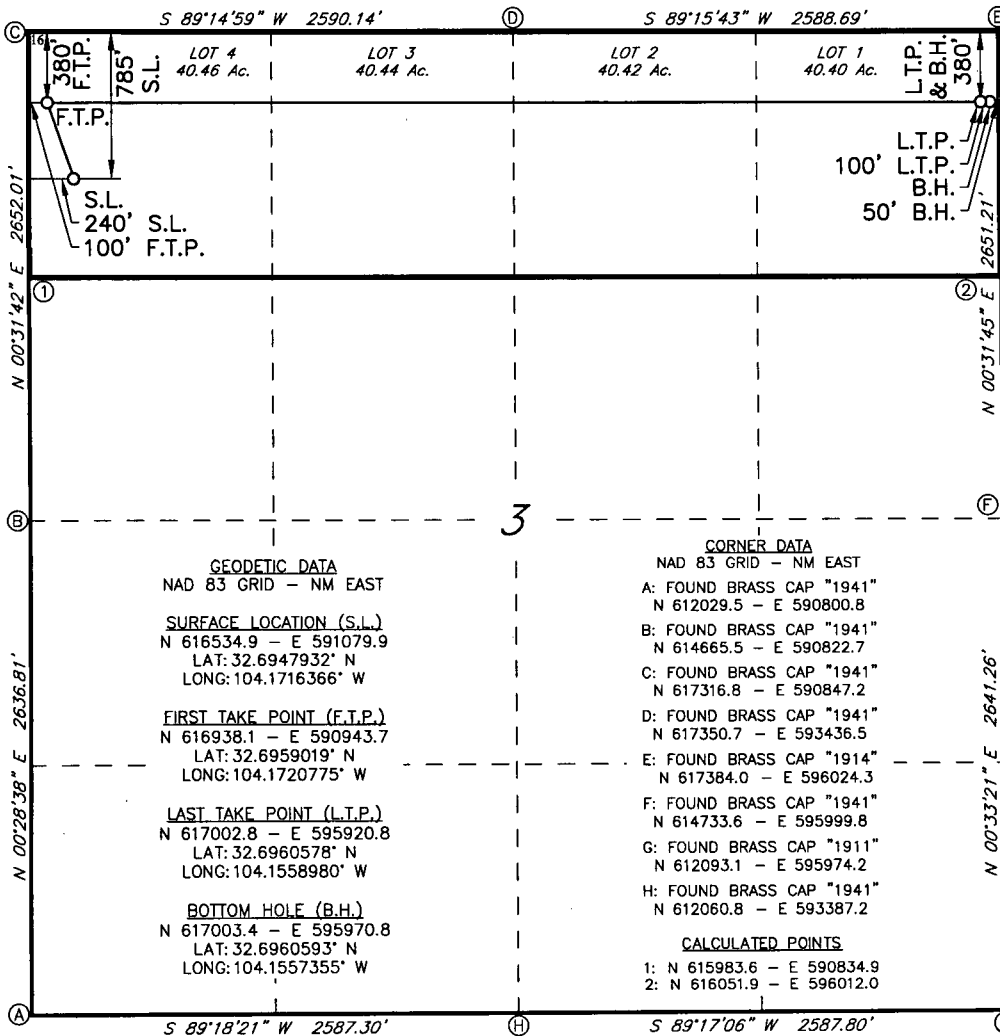 S 89°14'59" W 2590.14'
S 89°15'43" W 2588.69'
C
D
E
16
380'
F.T.P.
785'
S.L.
LOT 4
40.46 Ac.
LOT 3
40.44 Ac.
LOT 2
40.42 Ac.
LOT 1
40.40 Ac.
L.T.P.
& B.H.
380'
F.T.P.
S.L.
240' S.L.
100' F.T.P.
L.T.P.
100' L.T.P.
B.H.
50' B.H.
N 00°31'42" E 2652.01'
N 00°31'45" E 2651.21'
1
2
B
3
F
GEODETIC DATA
NAD 83 GRID – NM EAST
SURFACE LOCATION (S.L.)
N 616534.9 – E 591079.9
LAT: 32.6947932° N
LONG: 104.1716366° W
FIRST TAKE POINT (F.T.P.)
N 616938.1 – E 590943.7
LAT: 32.6959019° N
LONG: 104.1720775° W
LAST TAKE POINT (L.T.P.)
N 617002.8 – E 595920.8
LAT: 32.6960578° N
LONG: 104.1558980° W
BOTTOM HOLE (B.H.)
N 617003.4 – E 595970.8
LAT: 32.6960593° N
LONG: 104.1557355° W
CORNER DATA
NAD 83 GRID – NM EAST
A: FOUND BRASS CAP "1941"
N 612029.5 – E 590800.8
B: FOUND BRASS CAP "1941"
N 614665.5 – E 590822.7
C: FOUND BRASS CAP "1941"
N 617316.8 – E 590847.2
D: FOUND BRASS CAP "1941"
N 617350.7 – E 593436.5
E: FOUND BRASS CAP "1914"
N 617384.0 – E 596024.3
F: FOUND BRASS CAP "1941"
N 614733.6 – E 595999.8
G: FOUND BRASS CAP "1911"
N 612093.1 – E 595974.2
H: FOUND BRASS CAP "1941"
N 612060.8 – E 593387.2
CALCULATED POINTS
1: N 615983.6 – E 590834.9
2: N 616051.9 – E 596012.0
N 00°28'38" E 2636.81'
N 00°33'21" E 2641.26'
A
S 89°18'21" W 2587.30'
H
S 89°17'06" W 2587.80'